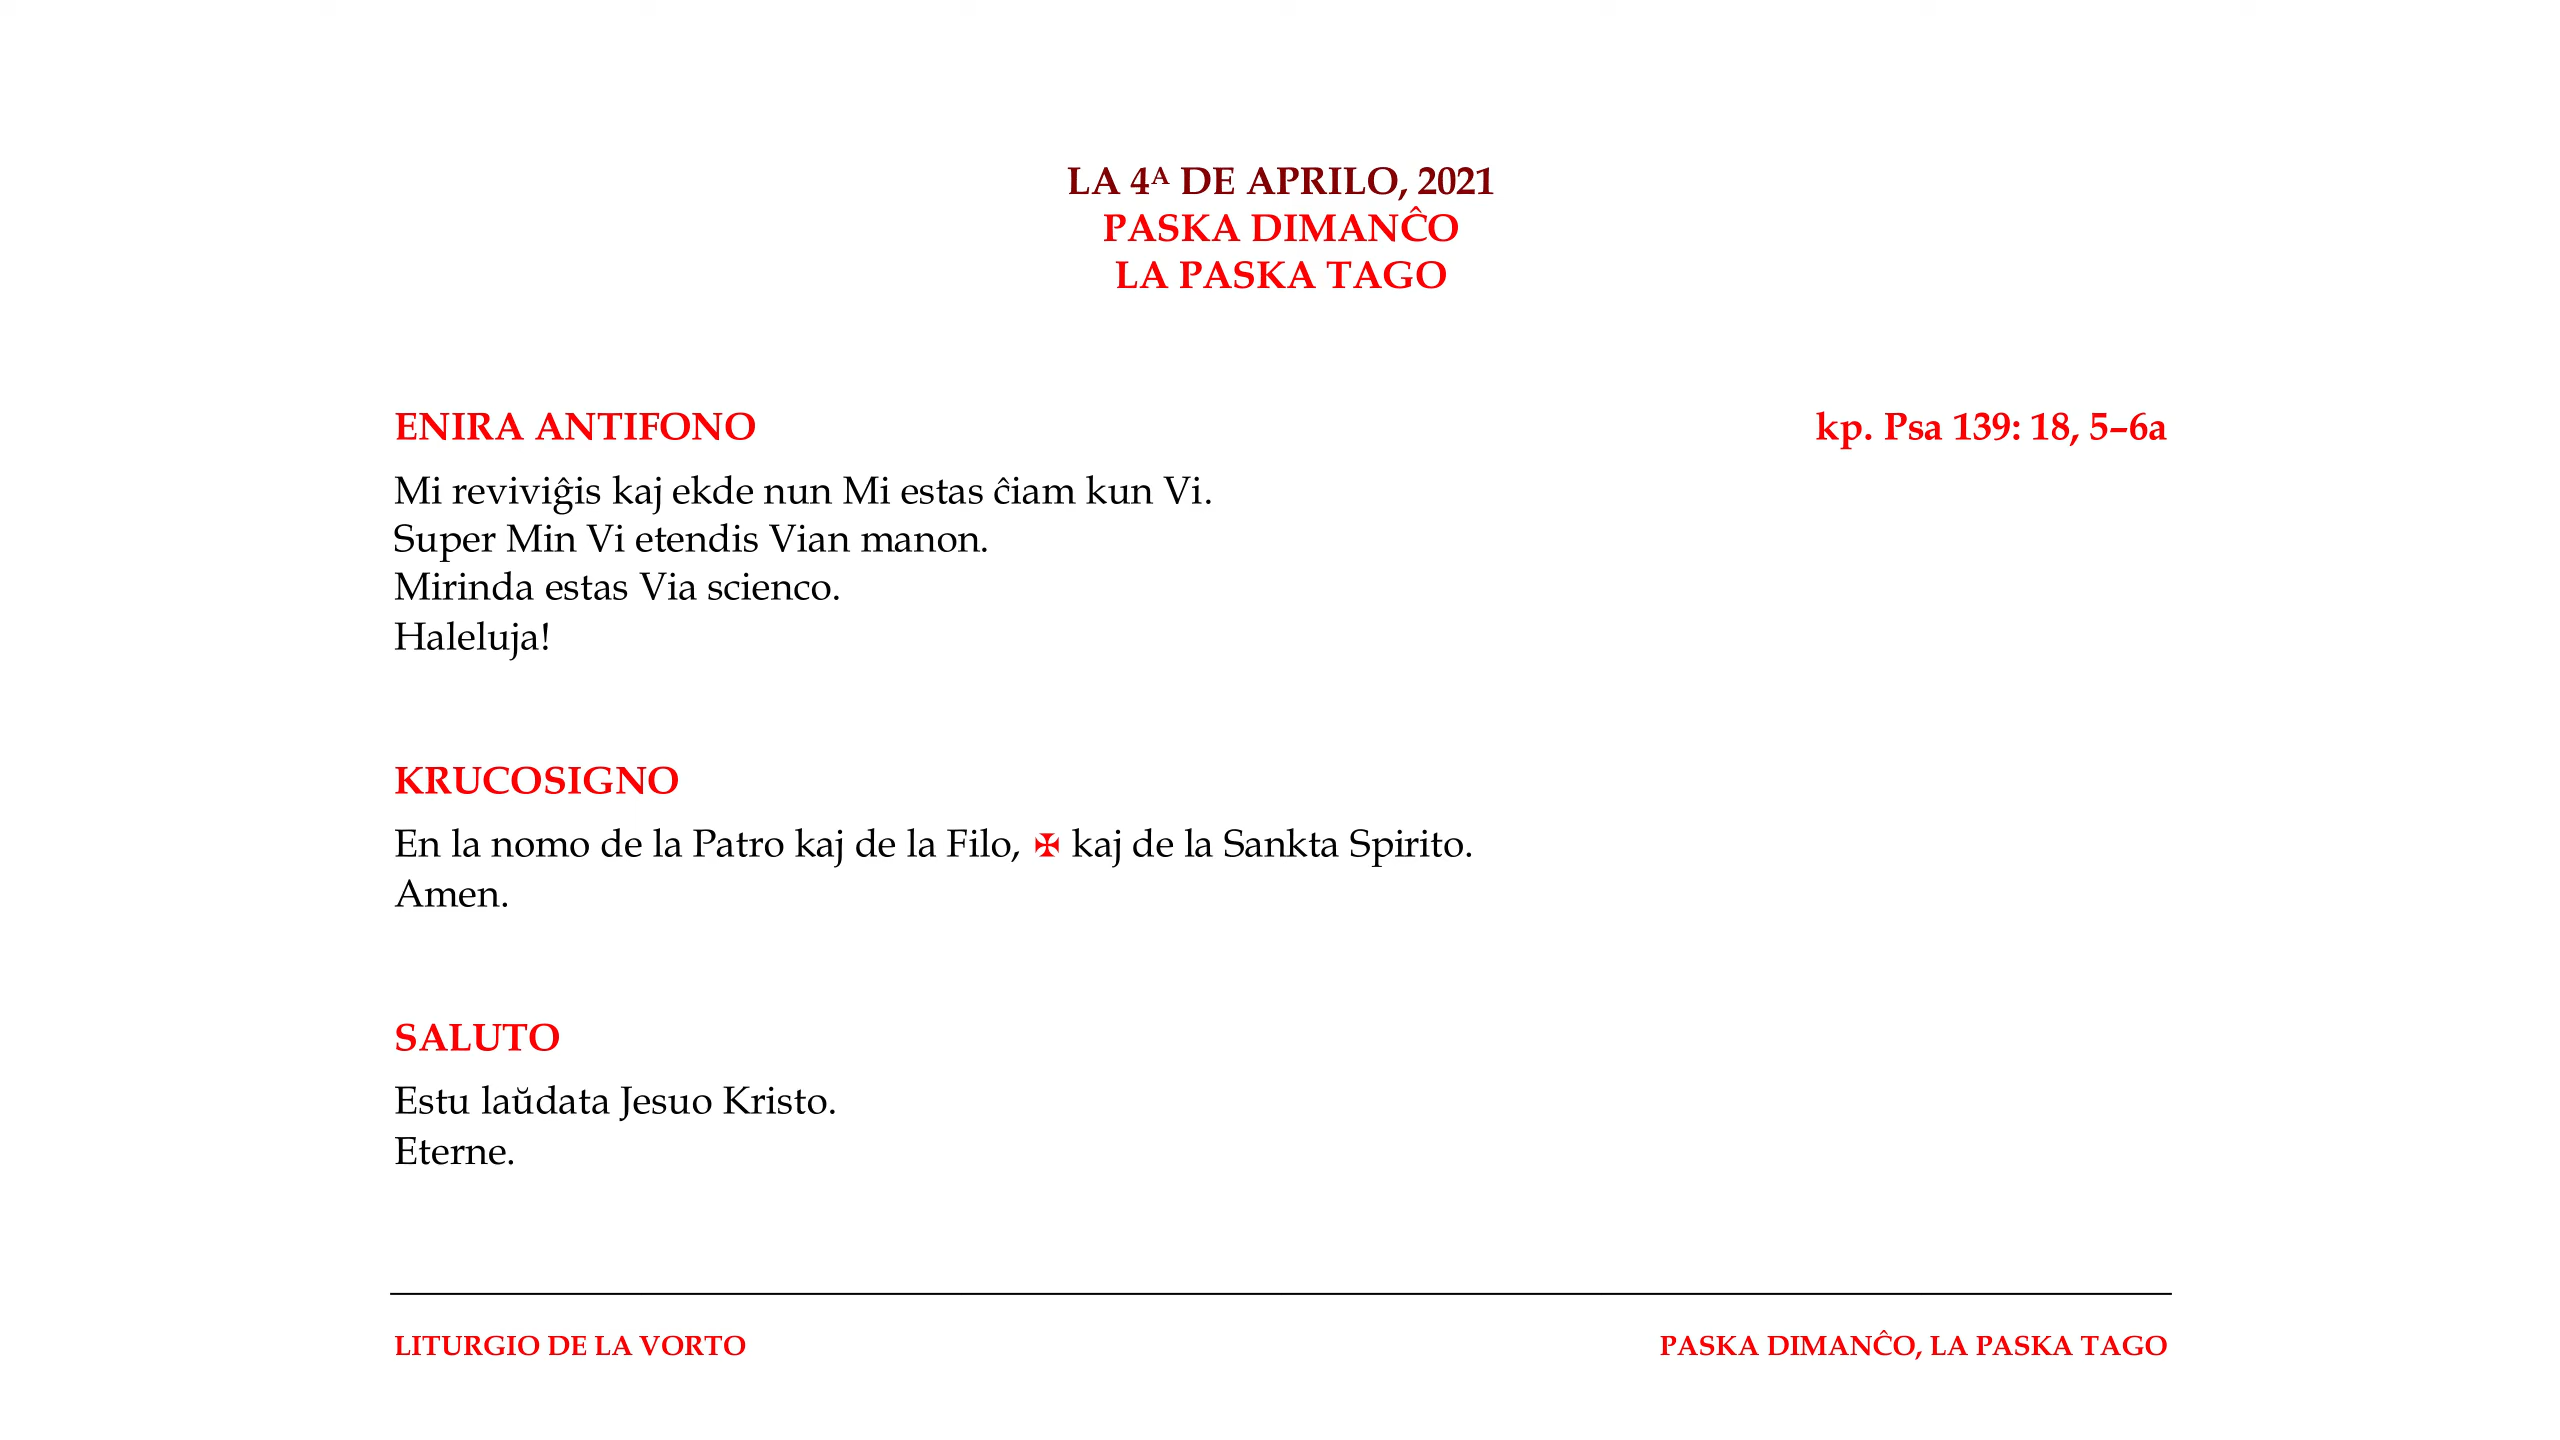 LA 4ᴬ DE APRILO, 2021
PASKA DIMANĈO
LA PASKA TAGO
ENIRA ANTIFONO kp. Psa 139: 18, 5–6a
Mi reviviĝis kaj ekde nun Mi estas ĉiam kun Vi.
Super Min Vi etendis Vian manon.
Mirinda estas Via scienco.
Haleluja!
KRUCOSIGNO
En la nomo de la Patro kaj de la Filo, ✠ kaj de la Sankta Spirito.
Amen.
SALUTO
Estu laŭdata Jesuo Kristo.
Eterne.
LITURGIO DE LA VORTO PASKA DIMANĈO, LA PASKA TAGO